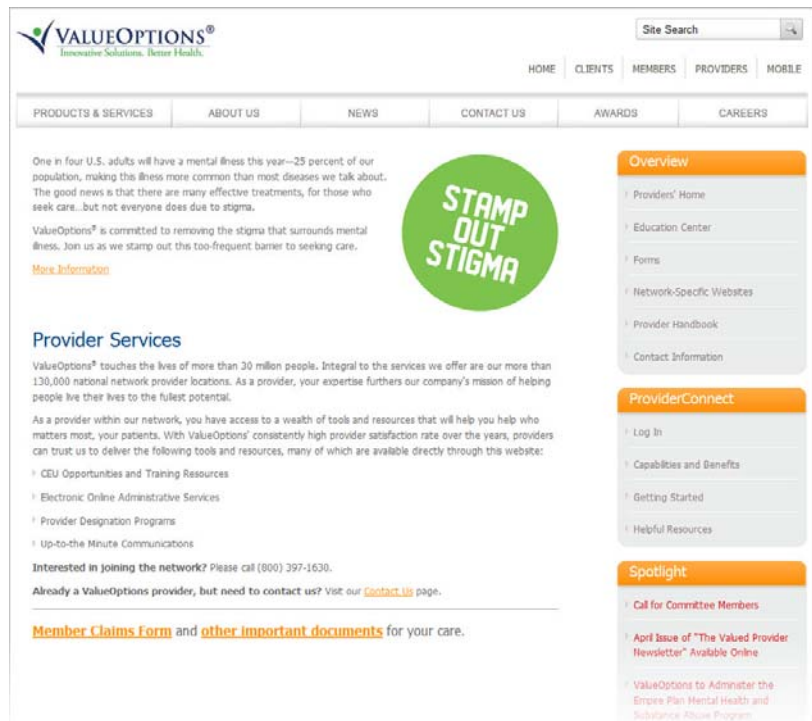 VALUEOPTIONS®
Innovative Solutions. Better Health.
Site Search
HOME CLIENTS MEMBERS PROVIDERS MOBILE
PRODUCTS & SERVICES ABOUT US NEWS CONTACT US AWARDS CAREERS
One in four U.S. adults will have a mental illness this year—25 percent of our
population, making this illness more common than most diseases we talk about.
The good news is that there are many effective treatments, for those who
seek care...but not everyone does due to stigma.
ValueOptions® is committed to removing the stigma that surrounds mental
illness. Join us as we stamp out this too-frequent barrier to seeking care.
More Information
STAMP
OUT
STIGMA
Provider Services
ValueOptions® touches the lives of more than 30 million people. Integral to the services we offer are our more than
130,000 national network provider locations. As a provider, your expertise furthers our company's mission of helping
people live their lives to the fullest potential.
As a provider within our network, you have access to a wealth of tools and resources that will help you help who
matters most, your patients. With ValueOptions' consistently high provider satisfaction rate over the years, providers
can trust us to deliver the following tools and resources, many of which are available directly through this website:
CEU Opportunities and Training Resources
Electronic Online Administrative Services
Provider Designation Programs
Up-to-the Minute Communications
Interested in joining the network? Please call (800) 397-1630.
Already a ValueOptions provider, but need to contact us? Visit our Contact Us page.
Member Claims Form and other important documents for your care.
Overview
Providers' Home
Education Center
Forms
Network-Specific Websites
Provider Handbook
Contact Information
ProviderConnect
Log In
Capabilities and Benefits
Getting Started
Helpful Resources
Spotlight
Call for Committee Members
April Issue of "The Valued Provider
Newsletter" Available Online
ValueOptions to Administer the
Empire Plan Mental Health and
Substance Abuse Program